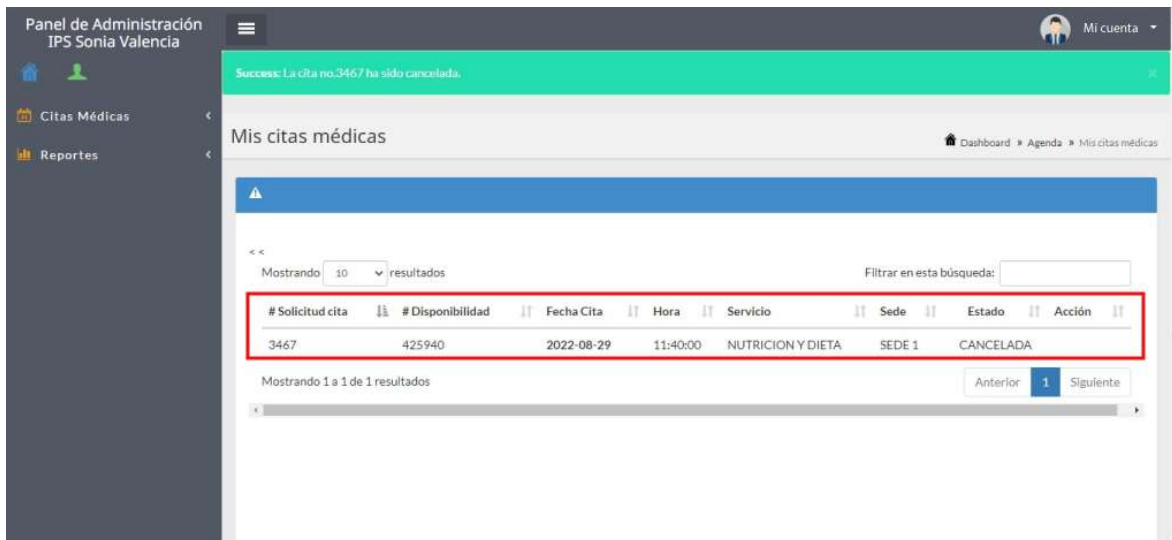 Panel de Administración
IPS Sonia Valencia
Mi cuenta
Success: La cita no.3467 ha sido cancelada.
×
Citas Médicas
Reportes
Mis citas médicas
Dashboard » Agenda » Mis citas médicas
< <
Mostrando 10 resultados
Filtrar en esta búsqueda:
# Solicitud cita # Disponibilidad Fecha Cita Hora Servicio Sede Estado Acción
3467 425940 2022-08-29 11:40:00 NUTRICION Y DIETA SEDE 1 CANCELADA
Mostrando 1 a 1 de 1 resultados
Anterior 1 Siguiente